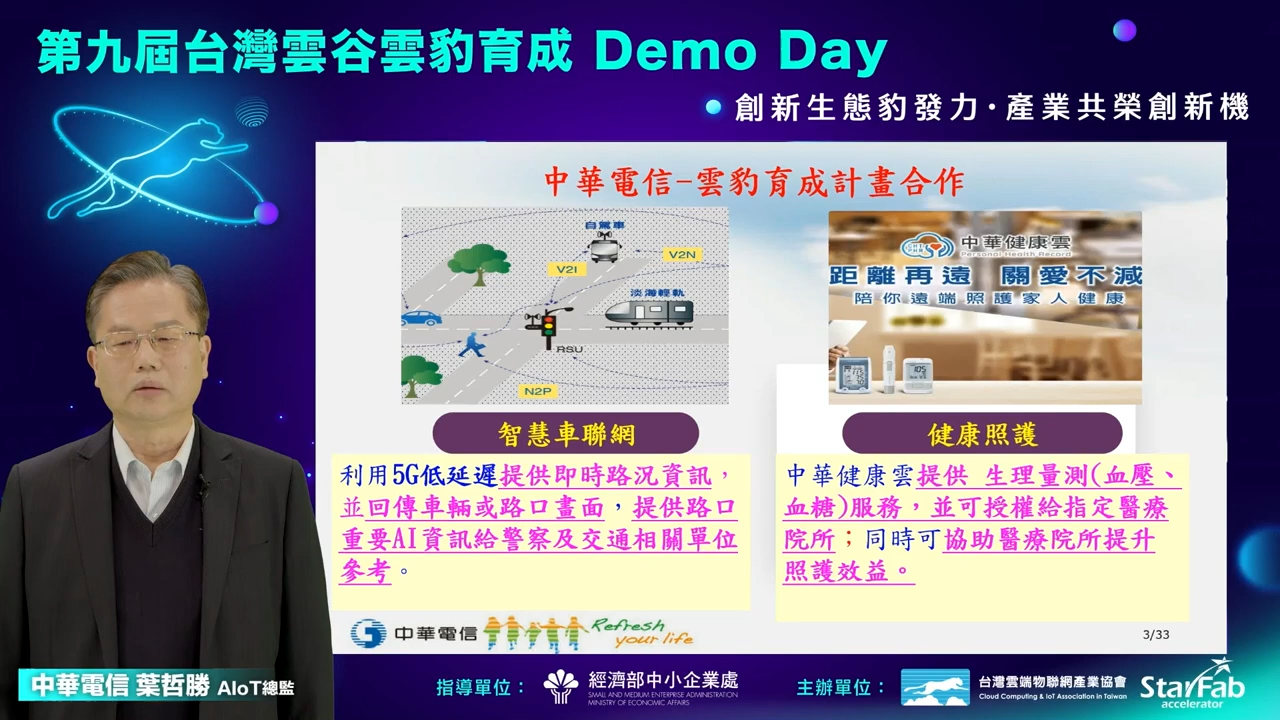 第九屆台灣雲谷雲豹育成 Demo Day
創新生態豹發力・產業共榮創新機
中華電信-雲豹育成計畫合作
自駕車
V2I
V2N
淡海輕軌
RSU
N2P
中華健康雲
Personal Health Record
距離再遠 關愛不減
陪你遠端照護家人健康
智慧車聯網
利用5G低延遲提供即時路況資訊，
並回傳車輛或路口畫面，提供路口
重要AI資訊給警察及交通相關單位
參考。
健康照護
中華健康雲提供 生理量測(血壓、
血糖)服務，並可授權給指定醫療
院所；同時可協助醫療院所提升
照護效益。
中華電信
Refresh
your life
3/33
中華電信 葉哲勝 AIoT總監
指導單位：
經濟部中小企業處
SMALL AND MEDIUM ENTERPRISE ADMINISTRATION
MINISTRY OF ECONOMIC AFFAIRS
主辦單位：
台灣雲端物聯網產業協會
Cloud Computing & IoT Association in Taiwan
StarFab
accelerator